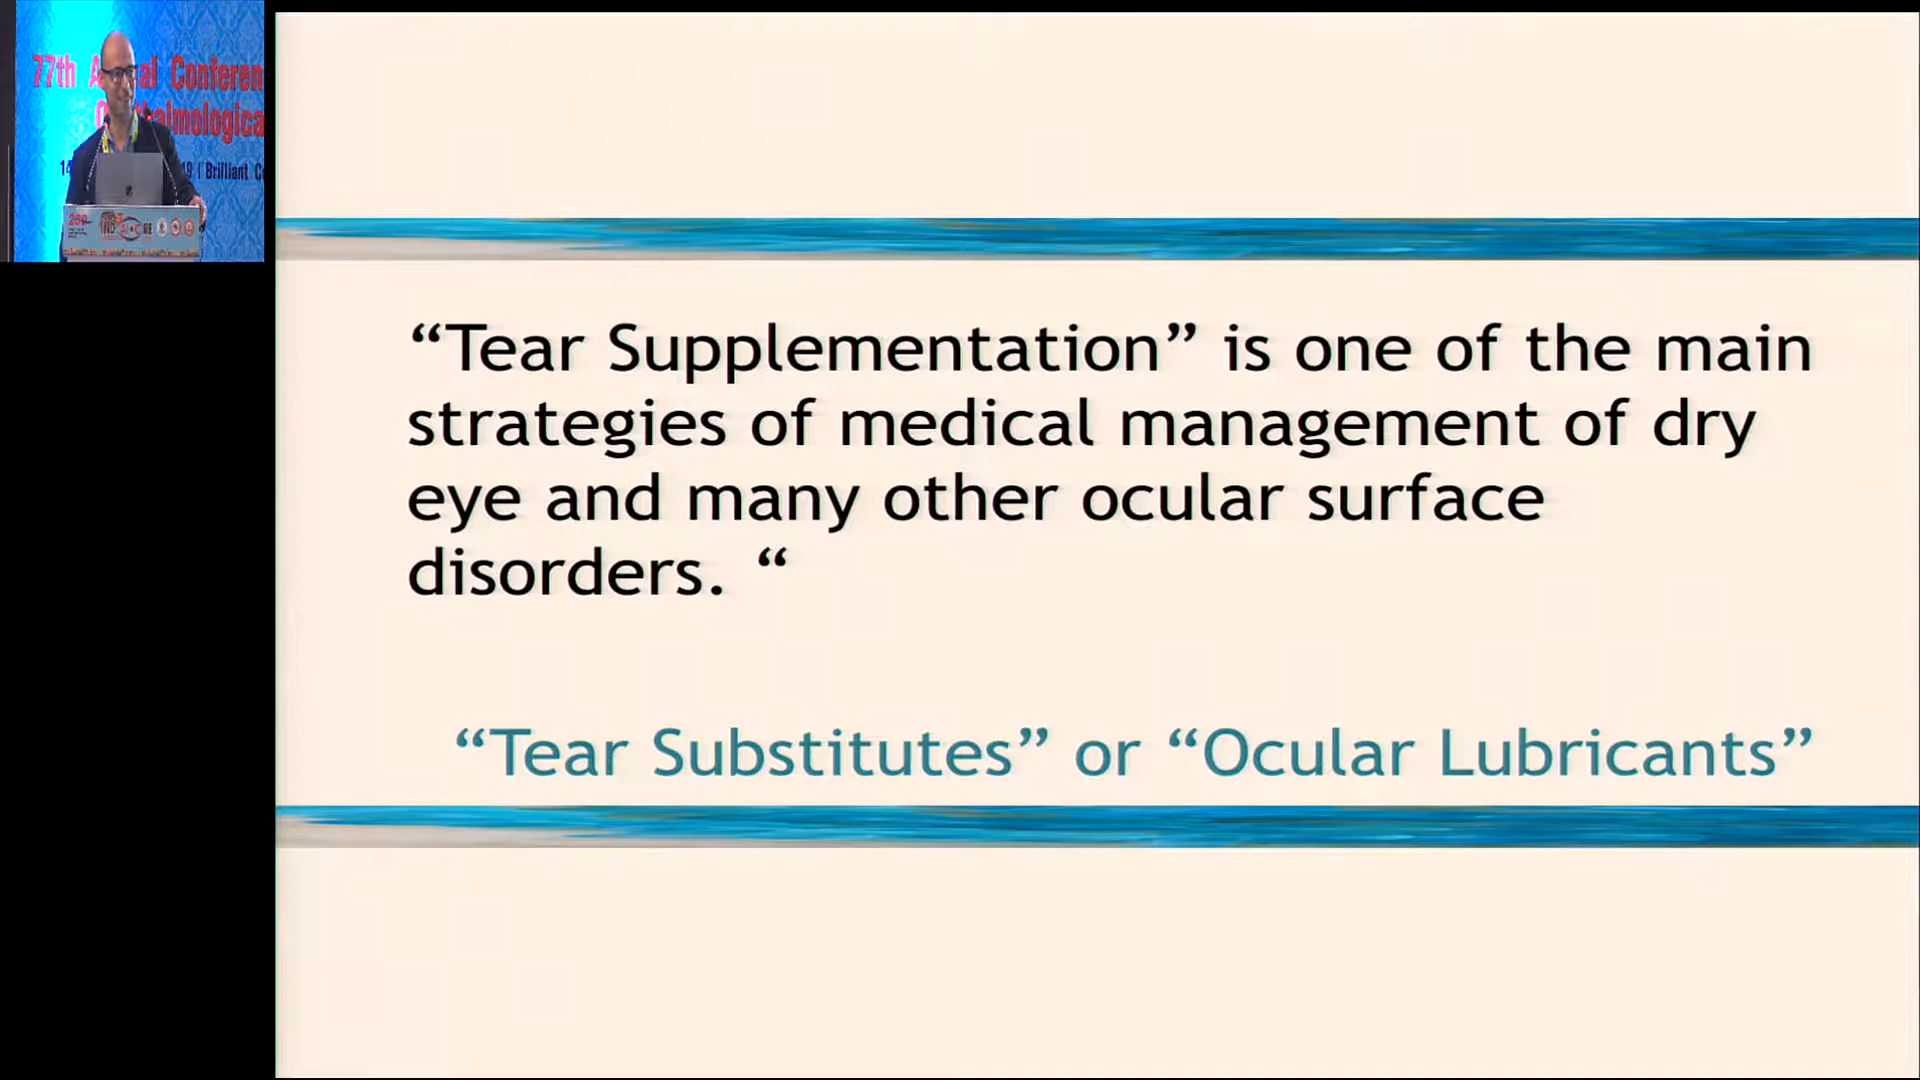 77th Conferen
almologica
Brilliant
“Tear Supplementation” is one of the main
strategies of medical management of dry
eye and many other ocular surface
disorders. “
“Tear Substitutes” or “Ocular Lubricants”